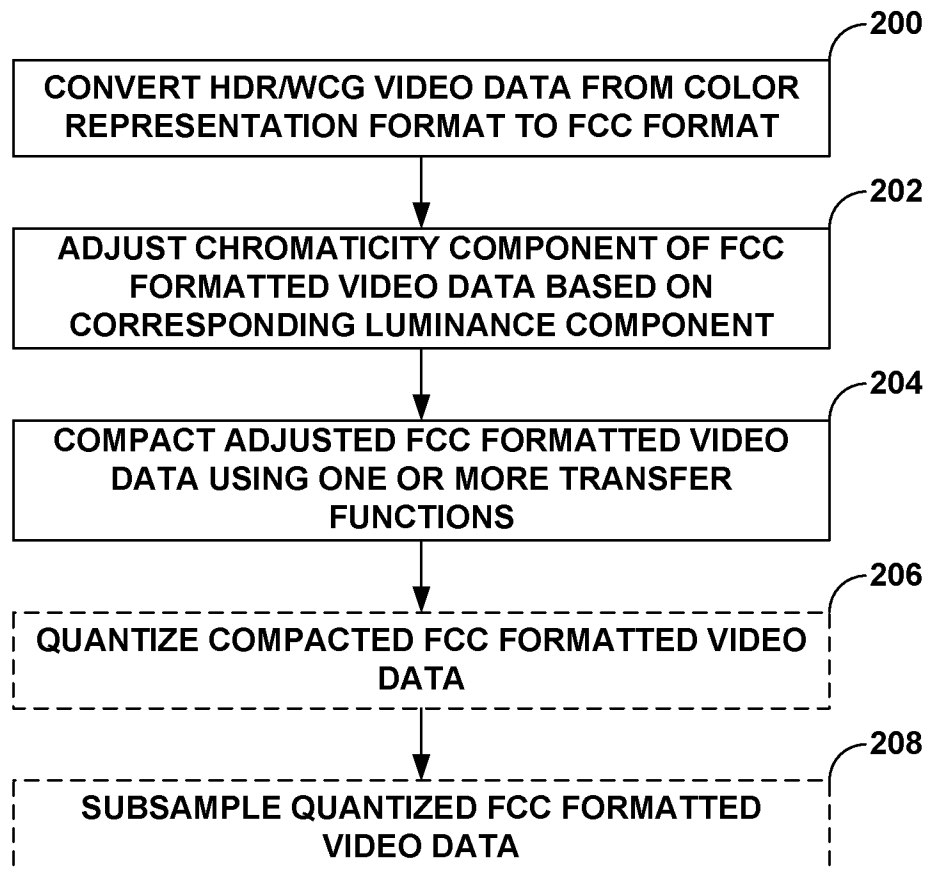 200
CONVERT HDR/WCG VIDEO DATA FROM COLOR
REPRESENTATION FORMAT TO FCC FORMAT
202
ADJUST CHROMATICITY COMPONENT OF FCC
FORMATTED VIDEO DATA BASED ON
CORRESPONDING LUMINANCE COMPONENT
204
COMPACT ADJUSTED FCC FORMATTED VIDEO
DATA USING ONE OR MORE TRANSFER
FUNCTIONS
206
QUANTIZE COMPACTED FCC FORMATTED VIDEO
DATA
208
SUBSAMPLE QUANTIZED FCC FORMATTED
VIDEO DATA